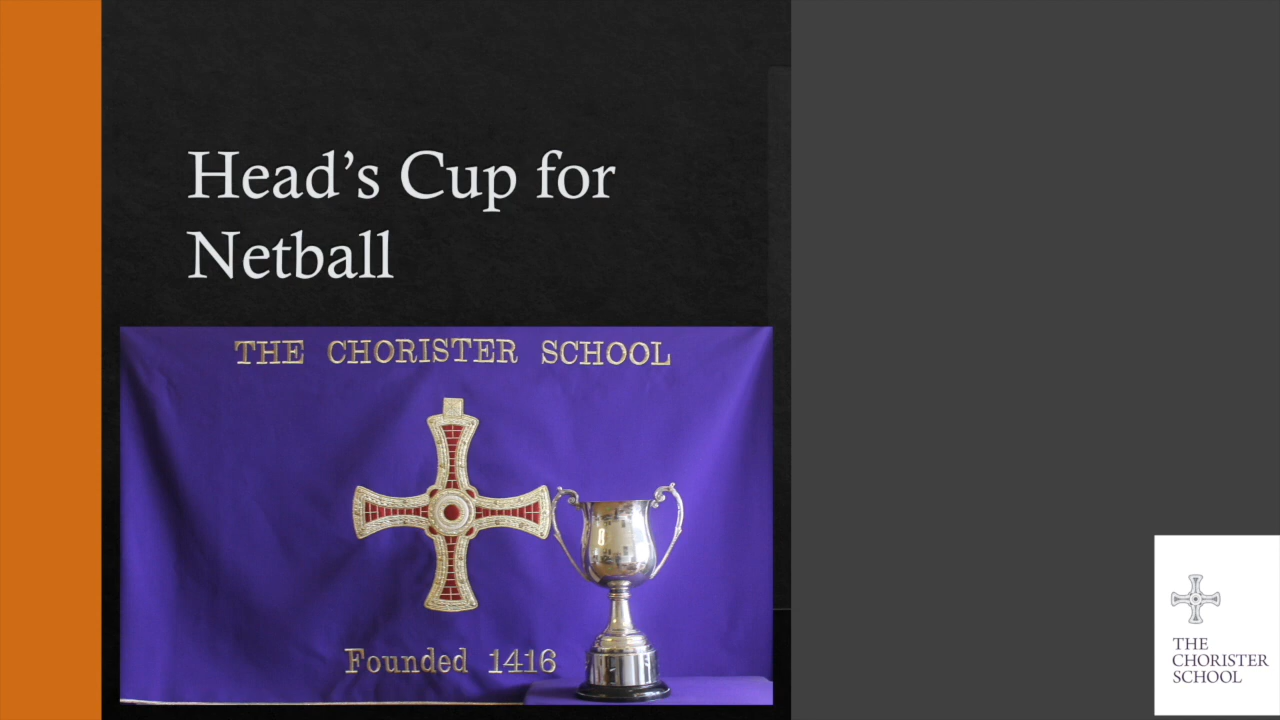 Head’s Cup for
Netball
THE CHORISTER SCHOOL
Founded 1416
THE
CHORISTER
SCHOOL